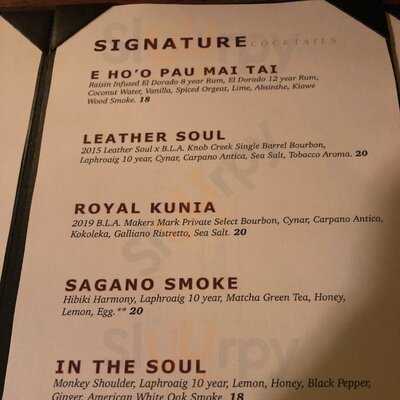 SIGNATURE COCKTAILS
E HO'O PAU MAI TAI
Raisin Infused El Dorado 8 year Rum, El Dorado 12 year Rum,
Coconut Water, Vanilla, Spiced Orgeat, Lime, Absinthe, Kiawe
Wood Smoke. 18
LEATHER SOUL
2015 Leather Soul x B.L.A. Knob Creek Single Barrel Bourbon,
Laphroaig 10 year, Cynar, Carpano Antica, Sea Salt, Tobacco Aroma. 20
ROYAL KUNIA
2019 B.L.A. Makers Mark Private Select Bourbon, Cynar, Carpano Antica,
Kokoleka, Galliano Ristretto, Sea Salt. 20
SAGANO SMOKE
Hibiki Harmony, Laphroaig 10 year, Matcha Green Tea, Honey,
Lemon, Egg.** 20
IN THE SOUL
Monkey Shoulder, Laphroaig 10 year, Lemon, Honey, Black Pepper,
Ginger, American White Oak Smoke. 18